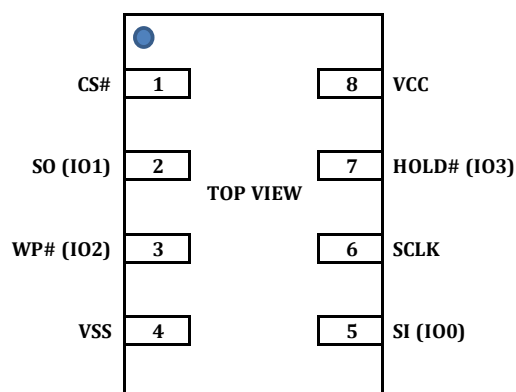 CS# 1 8 VCC
SO (IO1) 2 7 HOLD# (IO3)
TOP VIEW
WP# (IO2) 3 6 SCLK
VSS 4 5 SI (IO0)